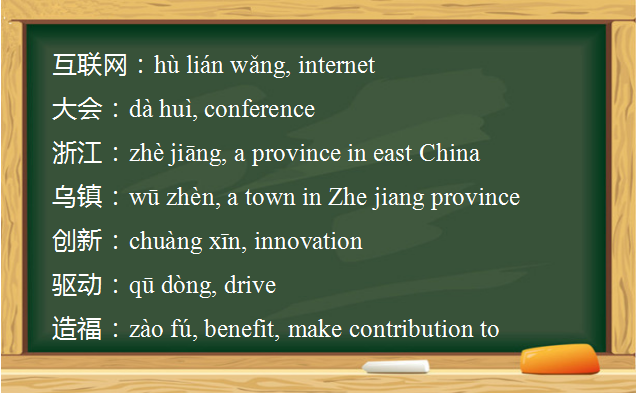 互联网：hù lián wǎng, internet
大会：dà huì, conference
浙江：zhè jiāng, a province in east China
乌镇：wū zhèn, a town in Zhe jiang province
创新：chuàng xīn, innovation
驱动：qū dòng, drive
造福：zào fú, benefit, make contribution to